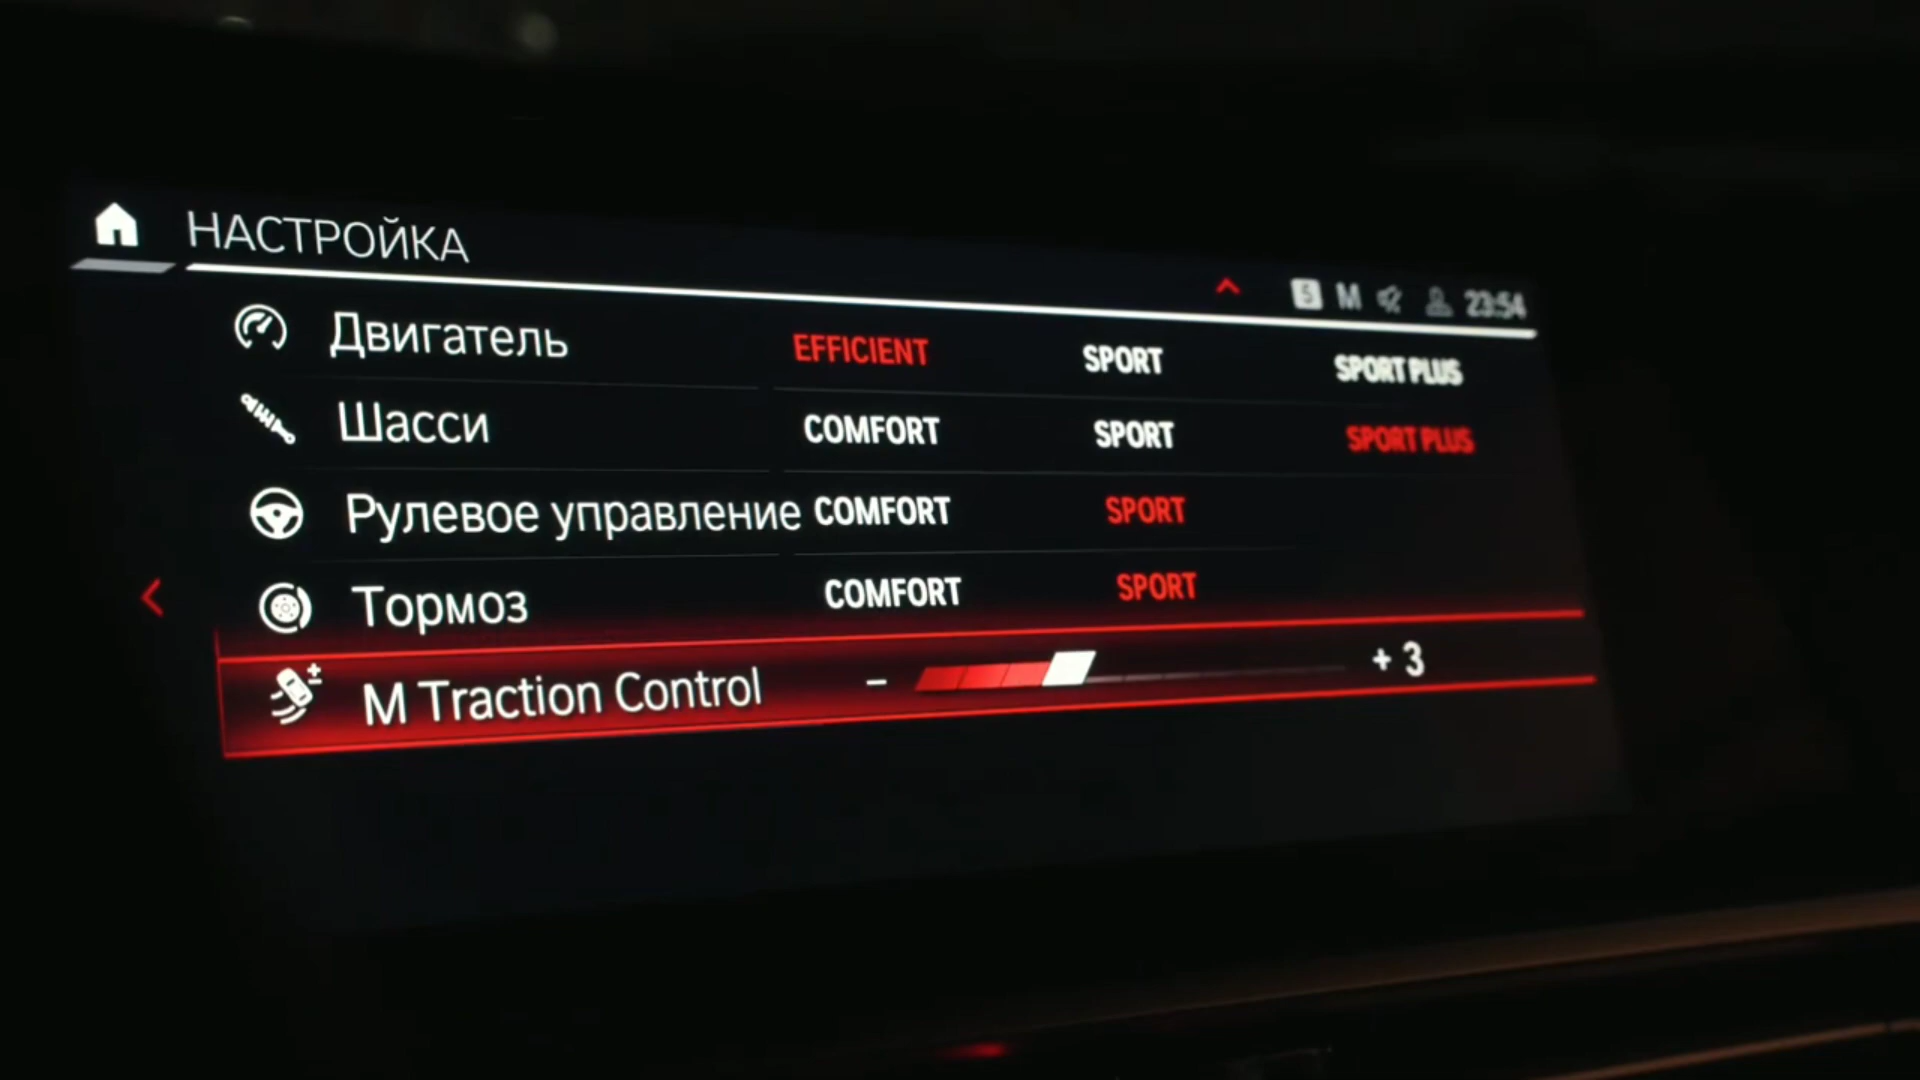 НАСТРОЙКА
S M 23:54
Двигатель EFFICIENT SPORT SPORT PLUS
Шасси COMFORT SPORT SPORT PLUS
Рулевое управление COMFORT SPORT
Тормоз COMFORT SPORT
M Traction Control − + 3